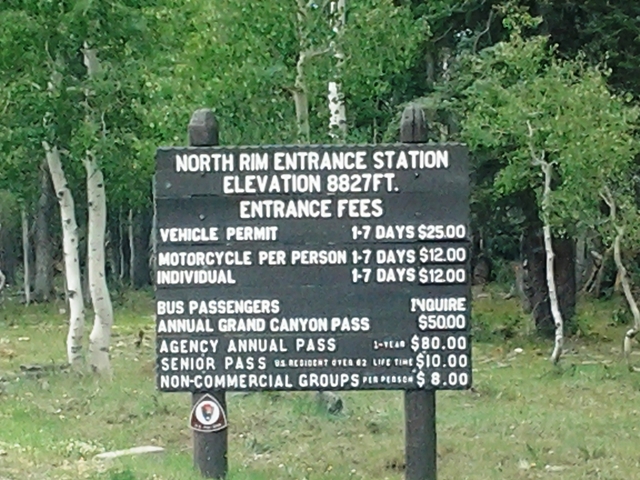 NORTH RIM ENTRANCE STATION
ELEVATION 8827FT.
ENTRANCE FEES
VEHICLE PERMIT 1-7 DAYS $25.00
MOTORCYCLE PER PERSON 1-7 DAYS $12.00
INDIVIDUAL 1-7 DAYS $12.00
BUS PASSENGERS INQUIRE
ANNUAL GRAND CANYON PASS $50.00
AGENCY ANNUAL PASS 1-YEAR $80.00
SENIOR PASS U.S. RESIDENT OVER 62 LIFE TIME $10.00
NON-COMMERCIAL GROUPS PER PERSON $ 8.00